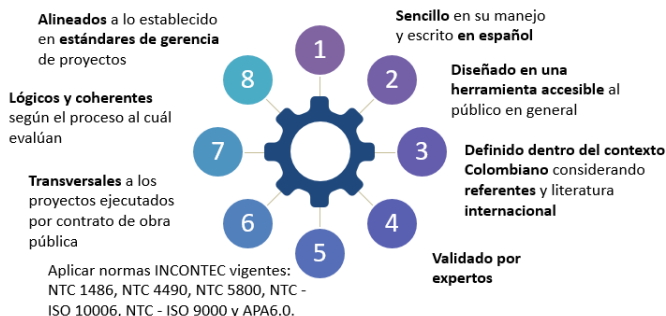 1
Sencillo en su manejo
y escrito en español
2
Diseñado en una
herramienta accesible al
público en general
3
Definido dentro del contexto
Colombiano considerando
referentes y literatura
internacional
4
Validado por
expertos
5
Aplicar normas INCONTEC vigentes:
NTC 1486, NTC 4490, NTC 5800, NTC -
ISO 10006, NTC - ISO 9000 y APA6.0.
6
Transversales a los
proyectos ejecutados
por contrato de obra
pública
7
Lógicos y coherentes
según el proceso al cuál
evalúan
8
Alineados a lo establecido
en estándares de gerencia
de proyectos